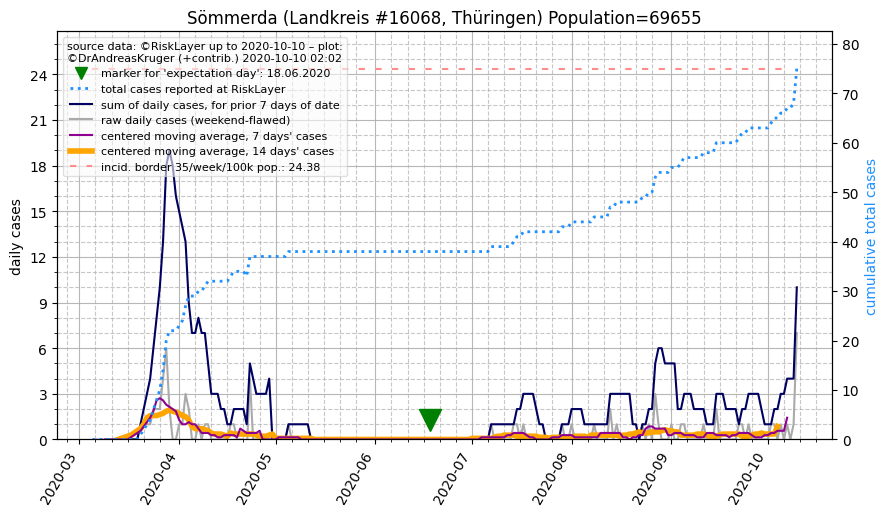 Sömmerda (Landkreis #16068, Thüringen) Population=69655
source data: ©RiskLayer up to 2020-10-10 – plot:
©DrAndreasKruger (+contrib.) 2020-10-10 02:02
marker for 'expectation day': 18.06.2020
total cases reported at RiskLayer
sum of daily cases, for prior 7 days of date
raw daily cases (weekend-flawed)
centered moving average, 7 days' cases
centered moving average, 14 days' cases
incid. border 35/week/100k pop.: 24.38
daily cases
24
21
18
15
12
9
6
3
0
cumulative total cases
80
70
60
50
40
30
20
10
0
2020-03
2020-04
2020-05
2020-06
2020-07
2020-08
2020-09
2020-10